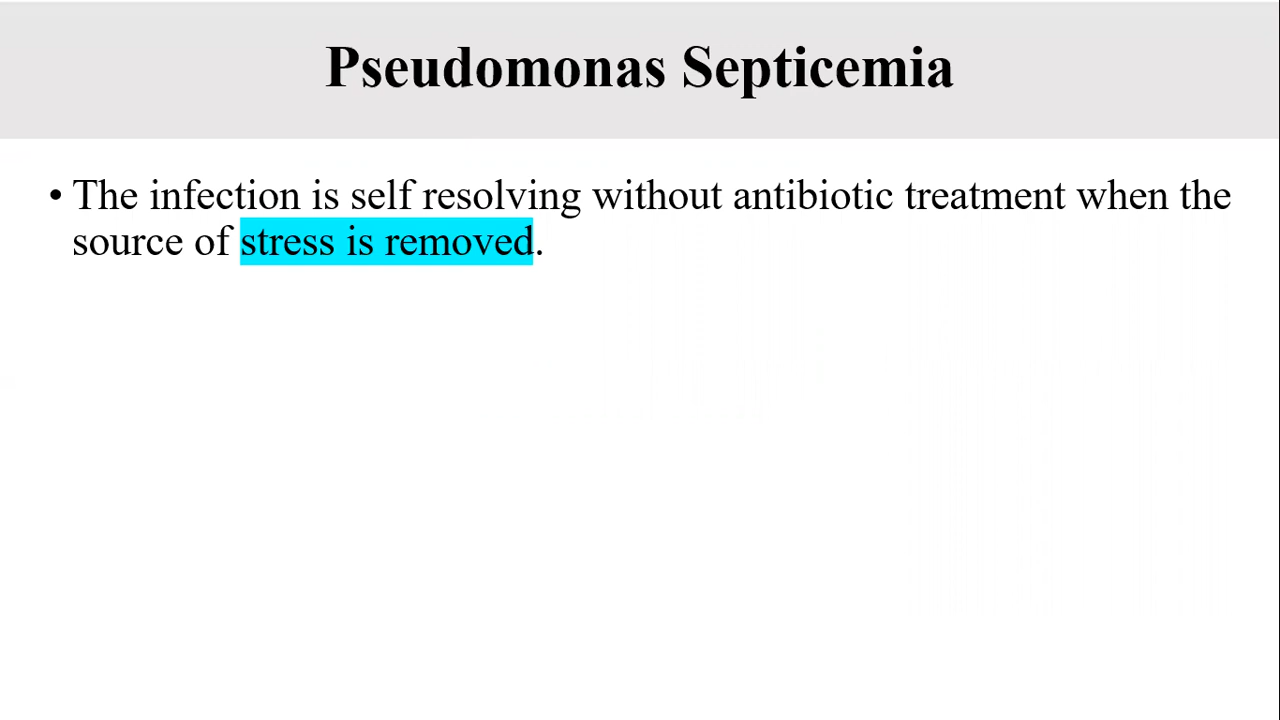 Pseudomonas Septicemia
• The infection is self resolving without antibiotic treatment when the
source of stress is removed.